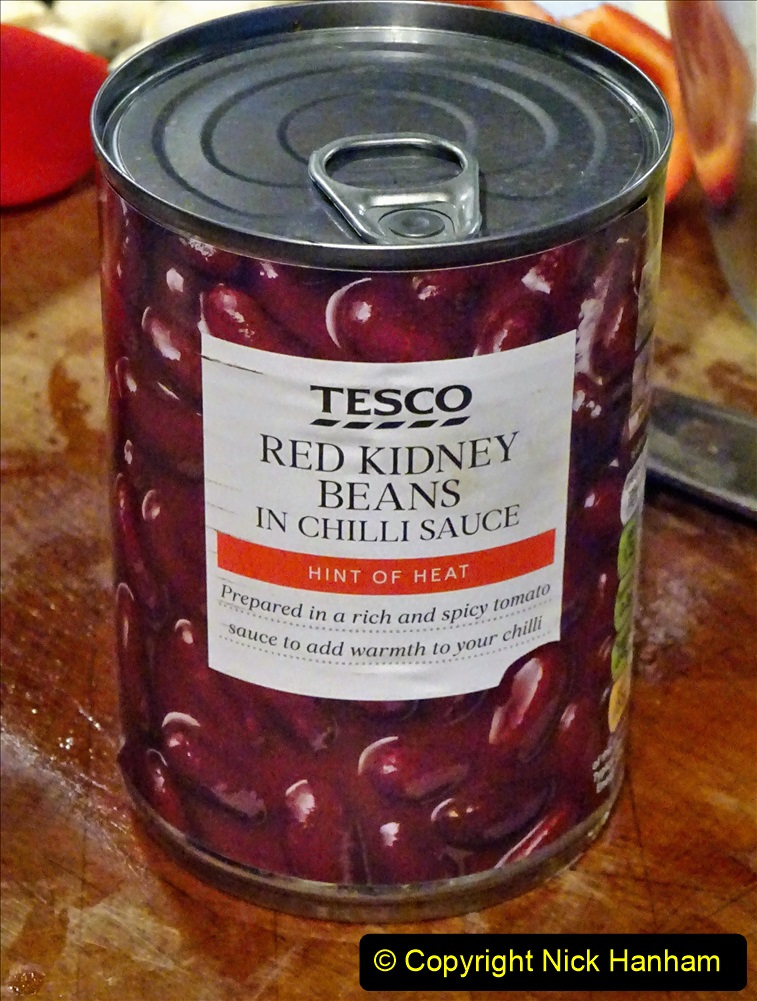 TESCO
RED KIDNEY
BEANS
IN CHILLI SAUCE
HINT OF HEAT
Prepared in a rich and spicy tomato
sauce to add warmth to your chilli
© Copyright Nick Hanham